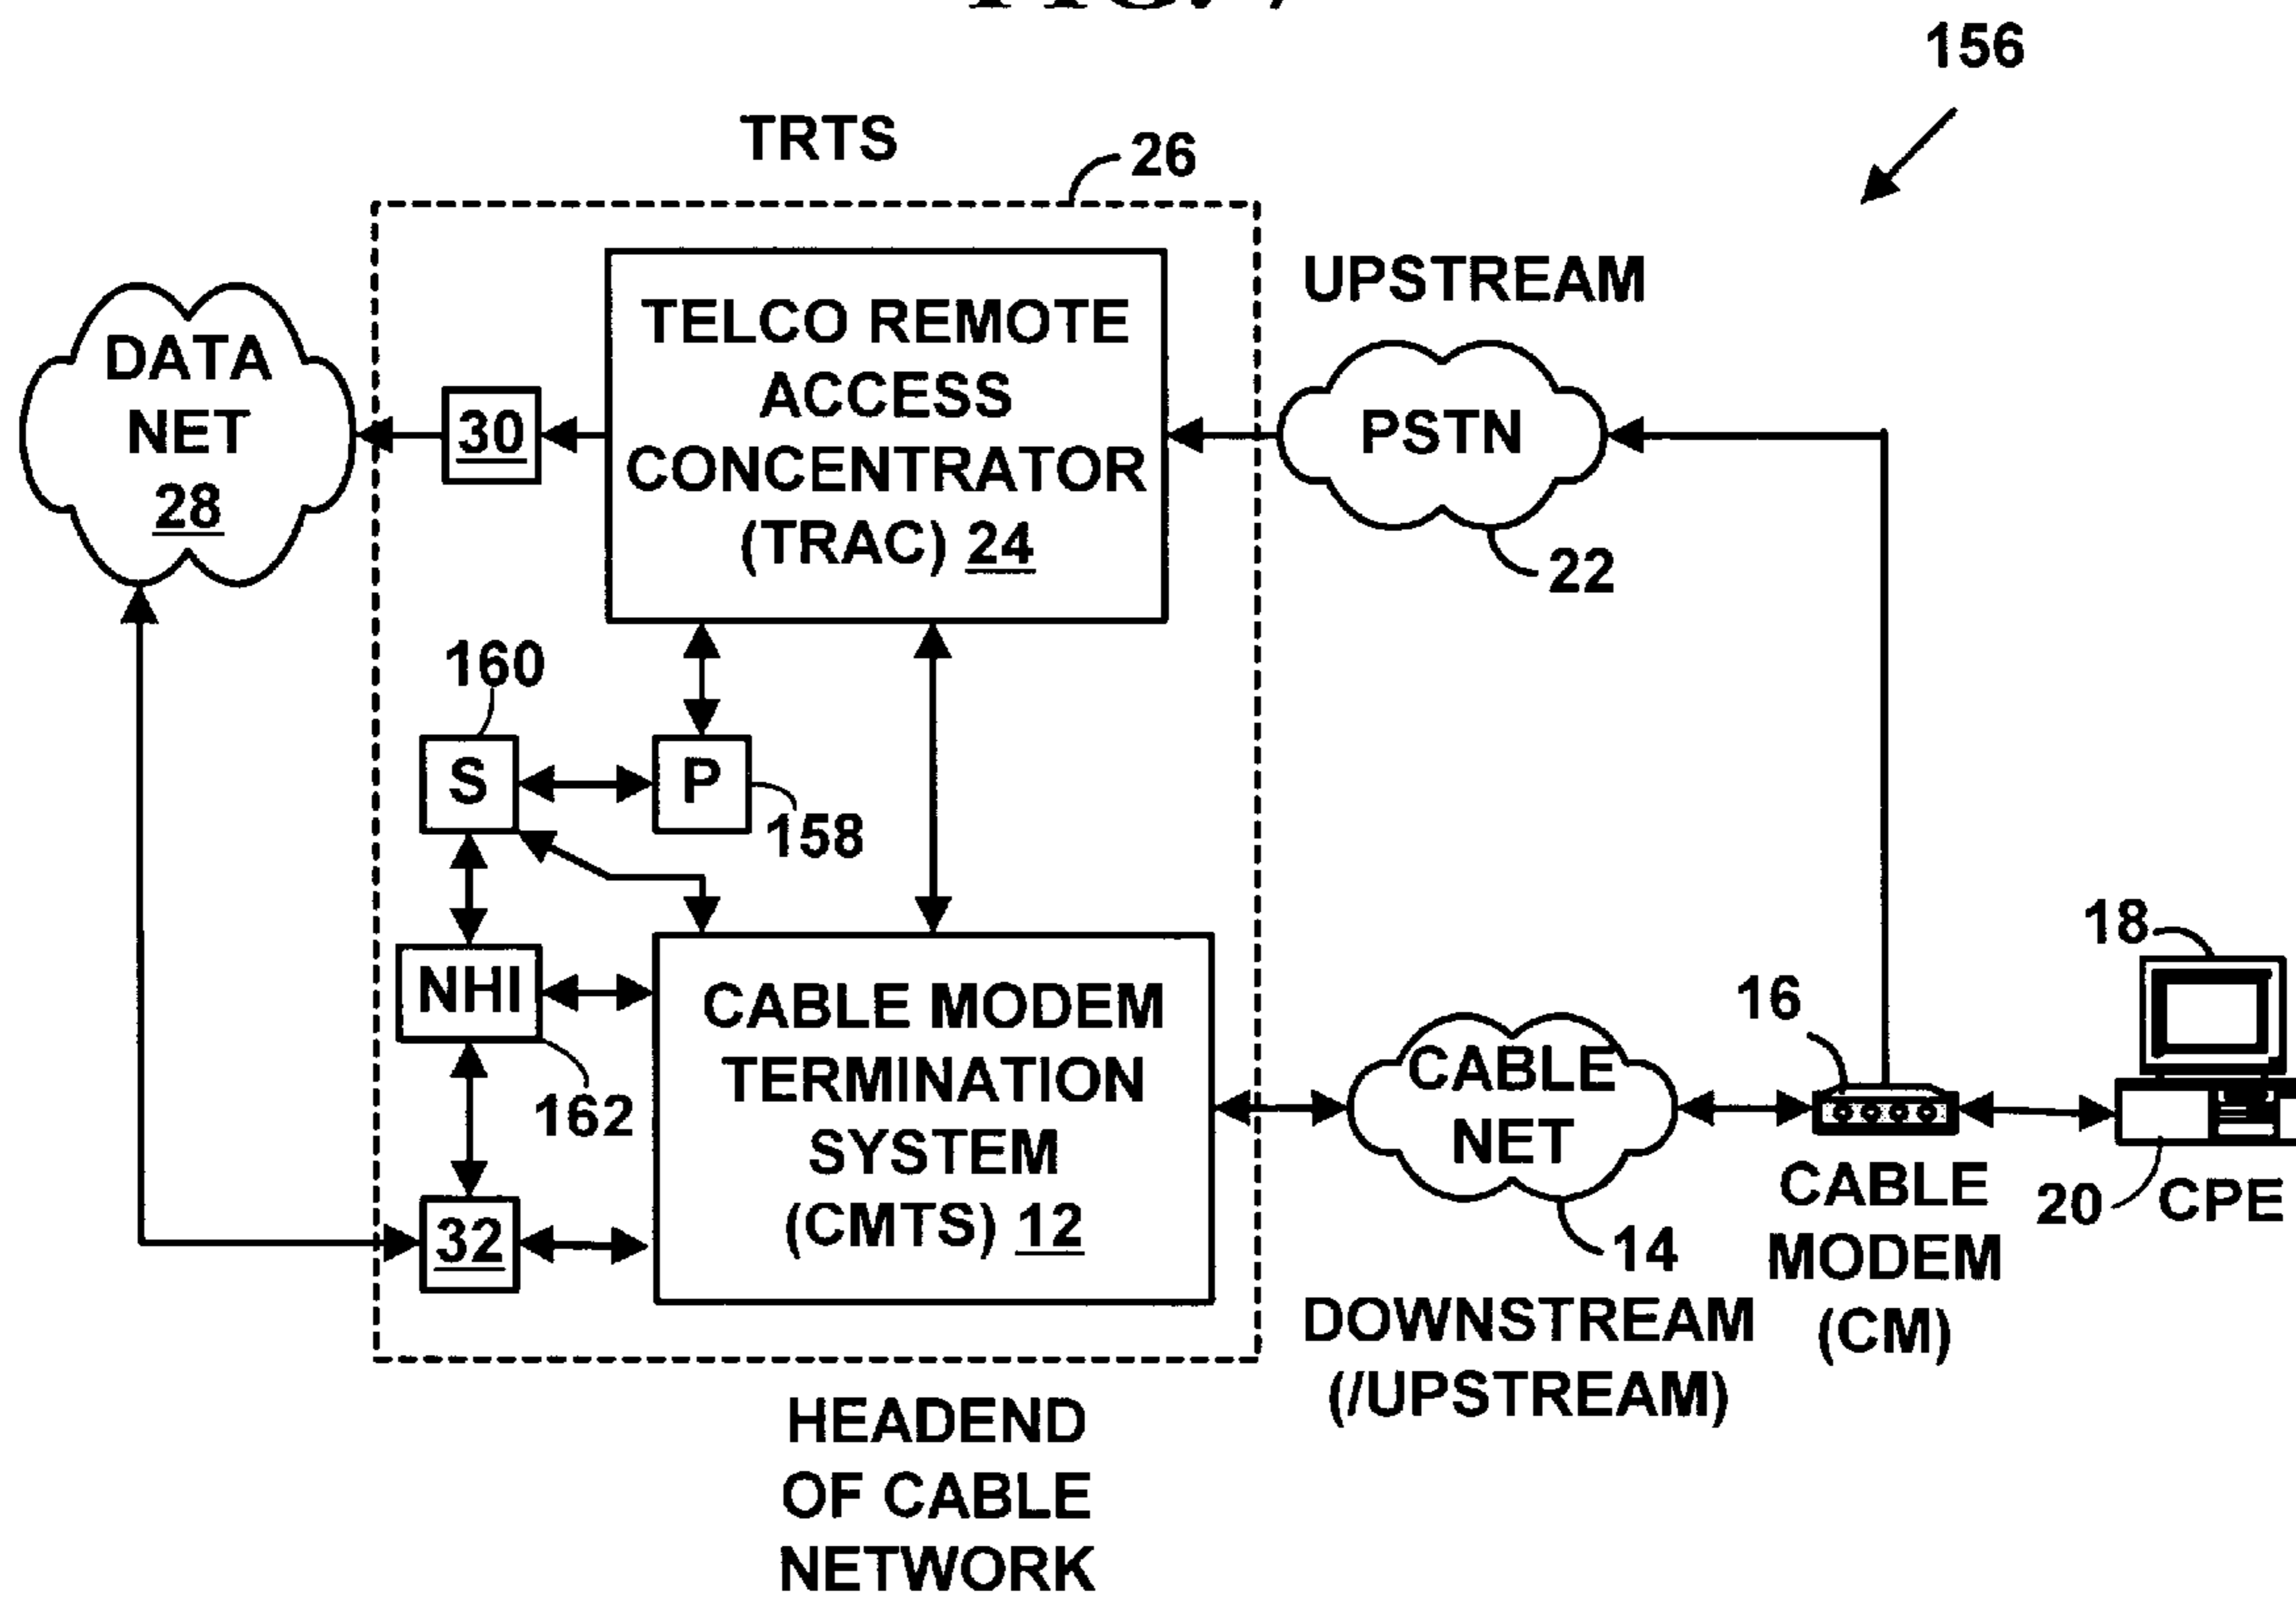 156
TRTS
26
TELCO REMOTE
ACCESS
CONCENTRATOR
(TRAC) 24
UPSTREAM
DATA
NET
28
30
PSTN
22
160
S
P
158
NHI
162
32
CABLE MODEM
TERMINATION
SYSTEM
(CMTS) 12
CABLE
NET
14
16
18
20
CPE
CABLE
MODEM
(CM)
DOWNSTREAM
(/UPSTREAM)
HEADEND
OF CABLE
NETWORK